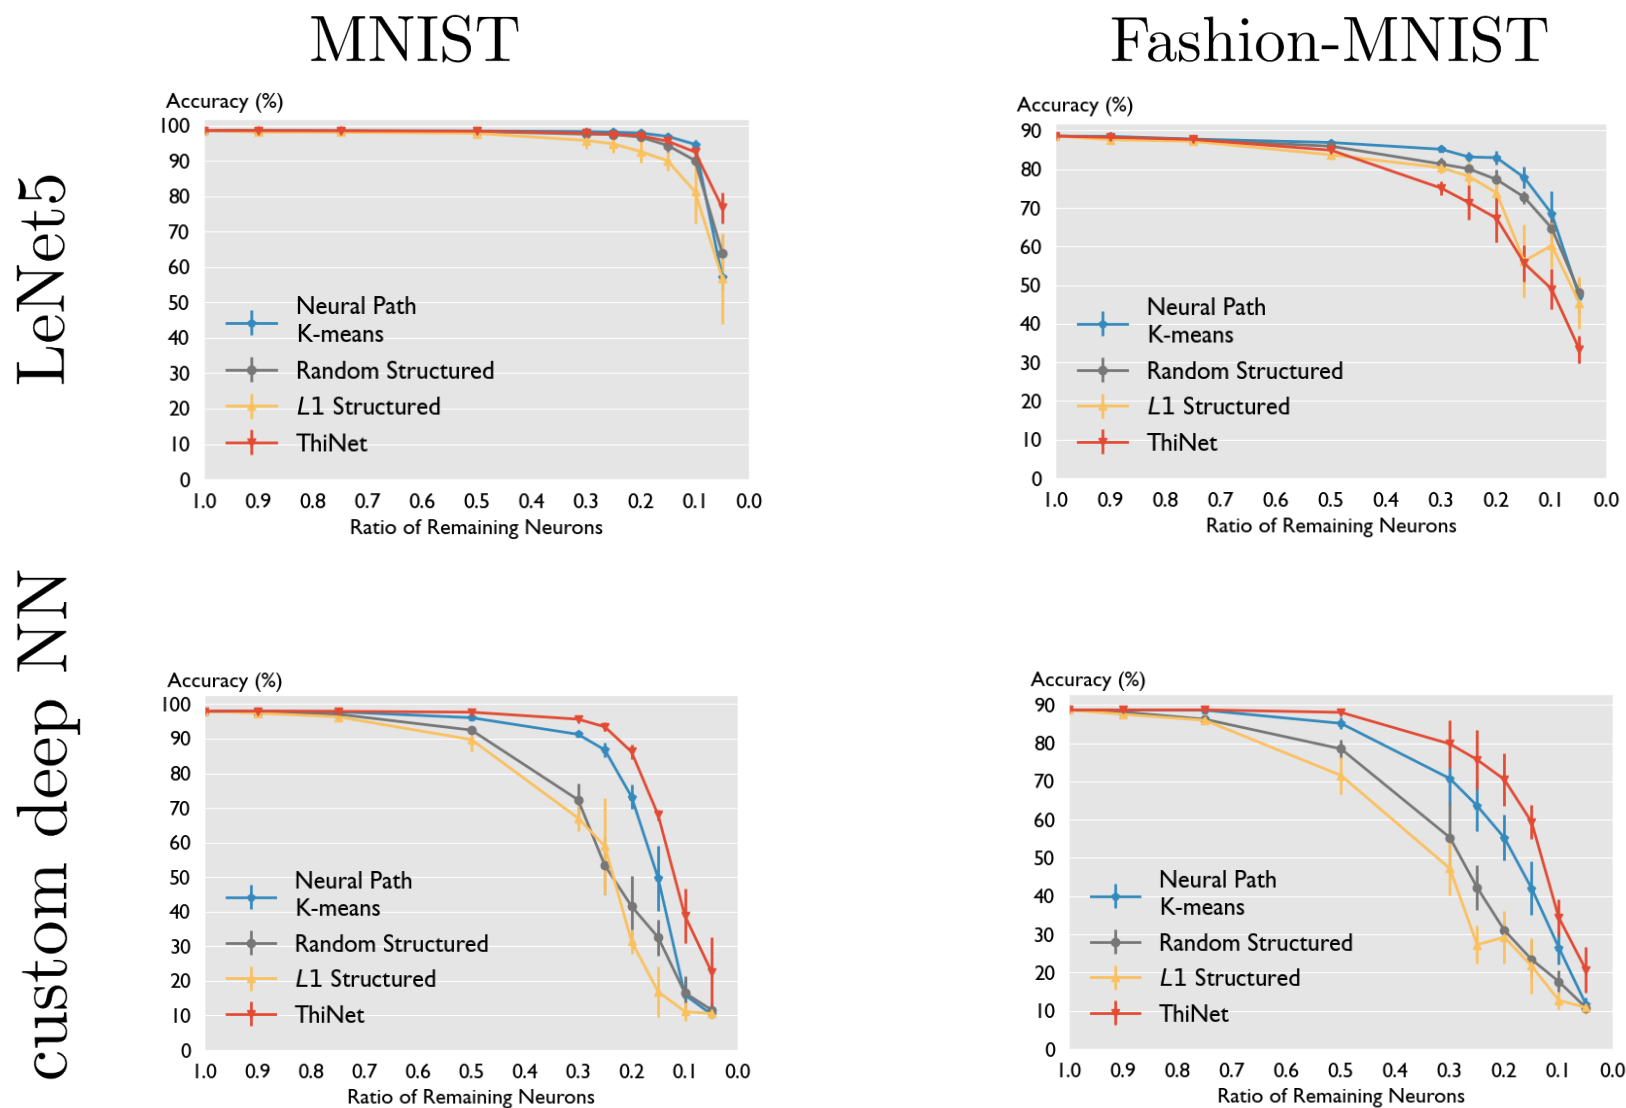 MNIST
Fashion-MNIST
LeNet5
Accuracy (%)
100
90
80
70
60
50
40
30
20
10
0
Neural Path
K-means
Random Structured
L1 Structured
ThiNet
1.0 0.9 0.8 0.7 0.6 0.5 0.4 0.3 0.2 0.1 0.0
Ratio of Remaining Neurons
Accuracy (%)
90
80
70
60
50
40
30
20
10
0
Neural Path
K-means
Random Structured
L1 Structured
ThiNet
1.0 0.9 0.8 0.7 0.6 0.5 0.4 0.3 0.2 0.1 0.0
Ratio of Remaining Neurons
custom deep NN
Accuracy (%)
100
90
80
70
60
50
40
30
20
10
0
Neural Path
K-means
Random Structured
L1 Structured
ThiNet
1.0 0.9 0.8 0.7 0.6 0.5 0.4 0.3 0.2 0.1 0.0
Ratio of Remaining Neurons
Accuracy (%)
90
80
70
60
50
40
30
20
10
0
Neural Path
K-means
Random Structured
L1 Structured
ThiNet
1.0 0.9 0.8 0.7 0.6 0.5 0.4 0.3 0.2 0.1 0.0
Ratio of Remaining Neurons